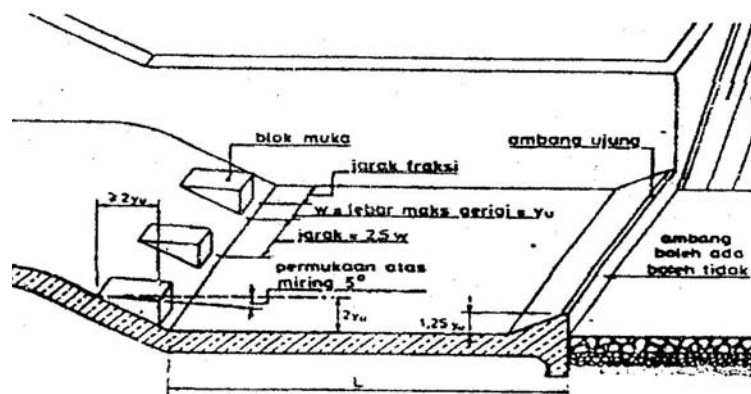 blok muka
ambang ujung
jarak fraksi
≥ 2yu
w = lebar maks gerigi = yu
jarak = 2.5 w
ambang
boleh ada
boleh tidak
permukaan atas
miring 5°
2yu
1,25 yu
L